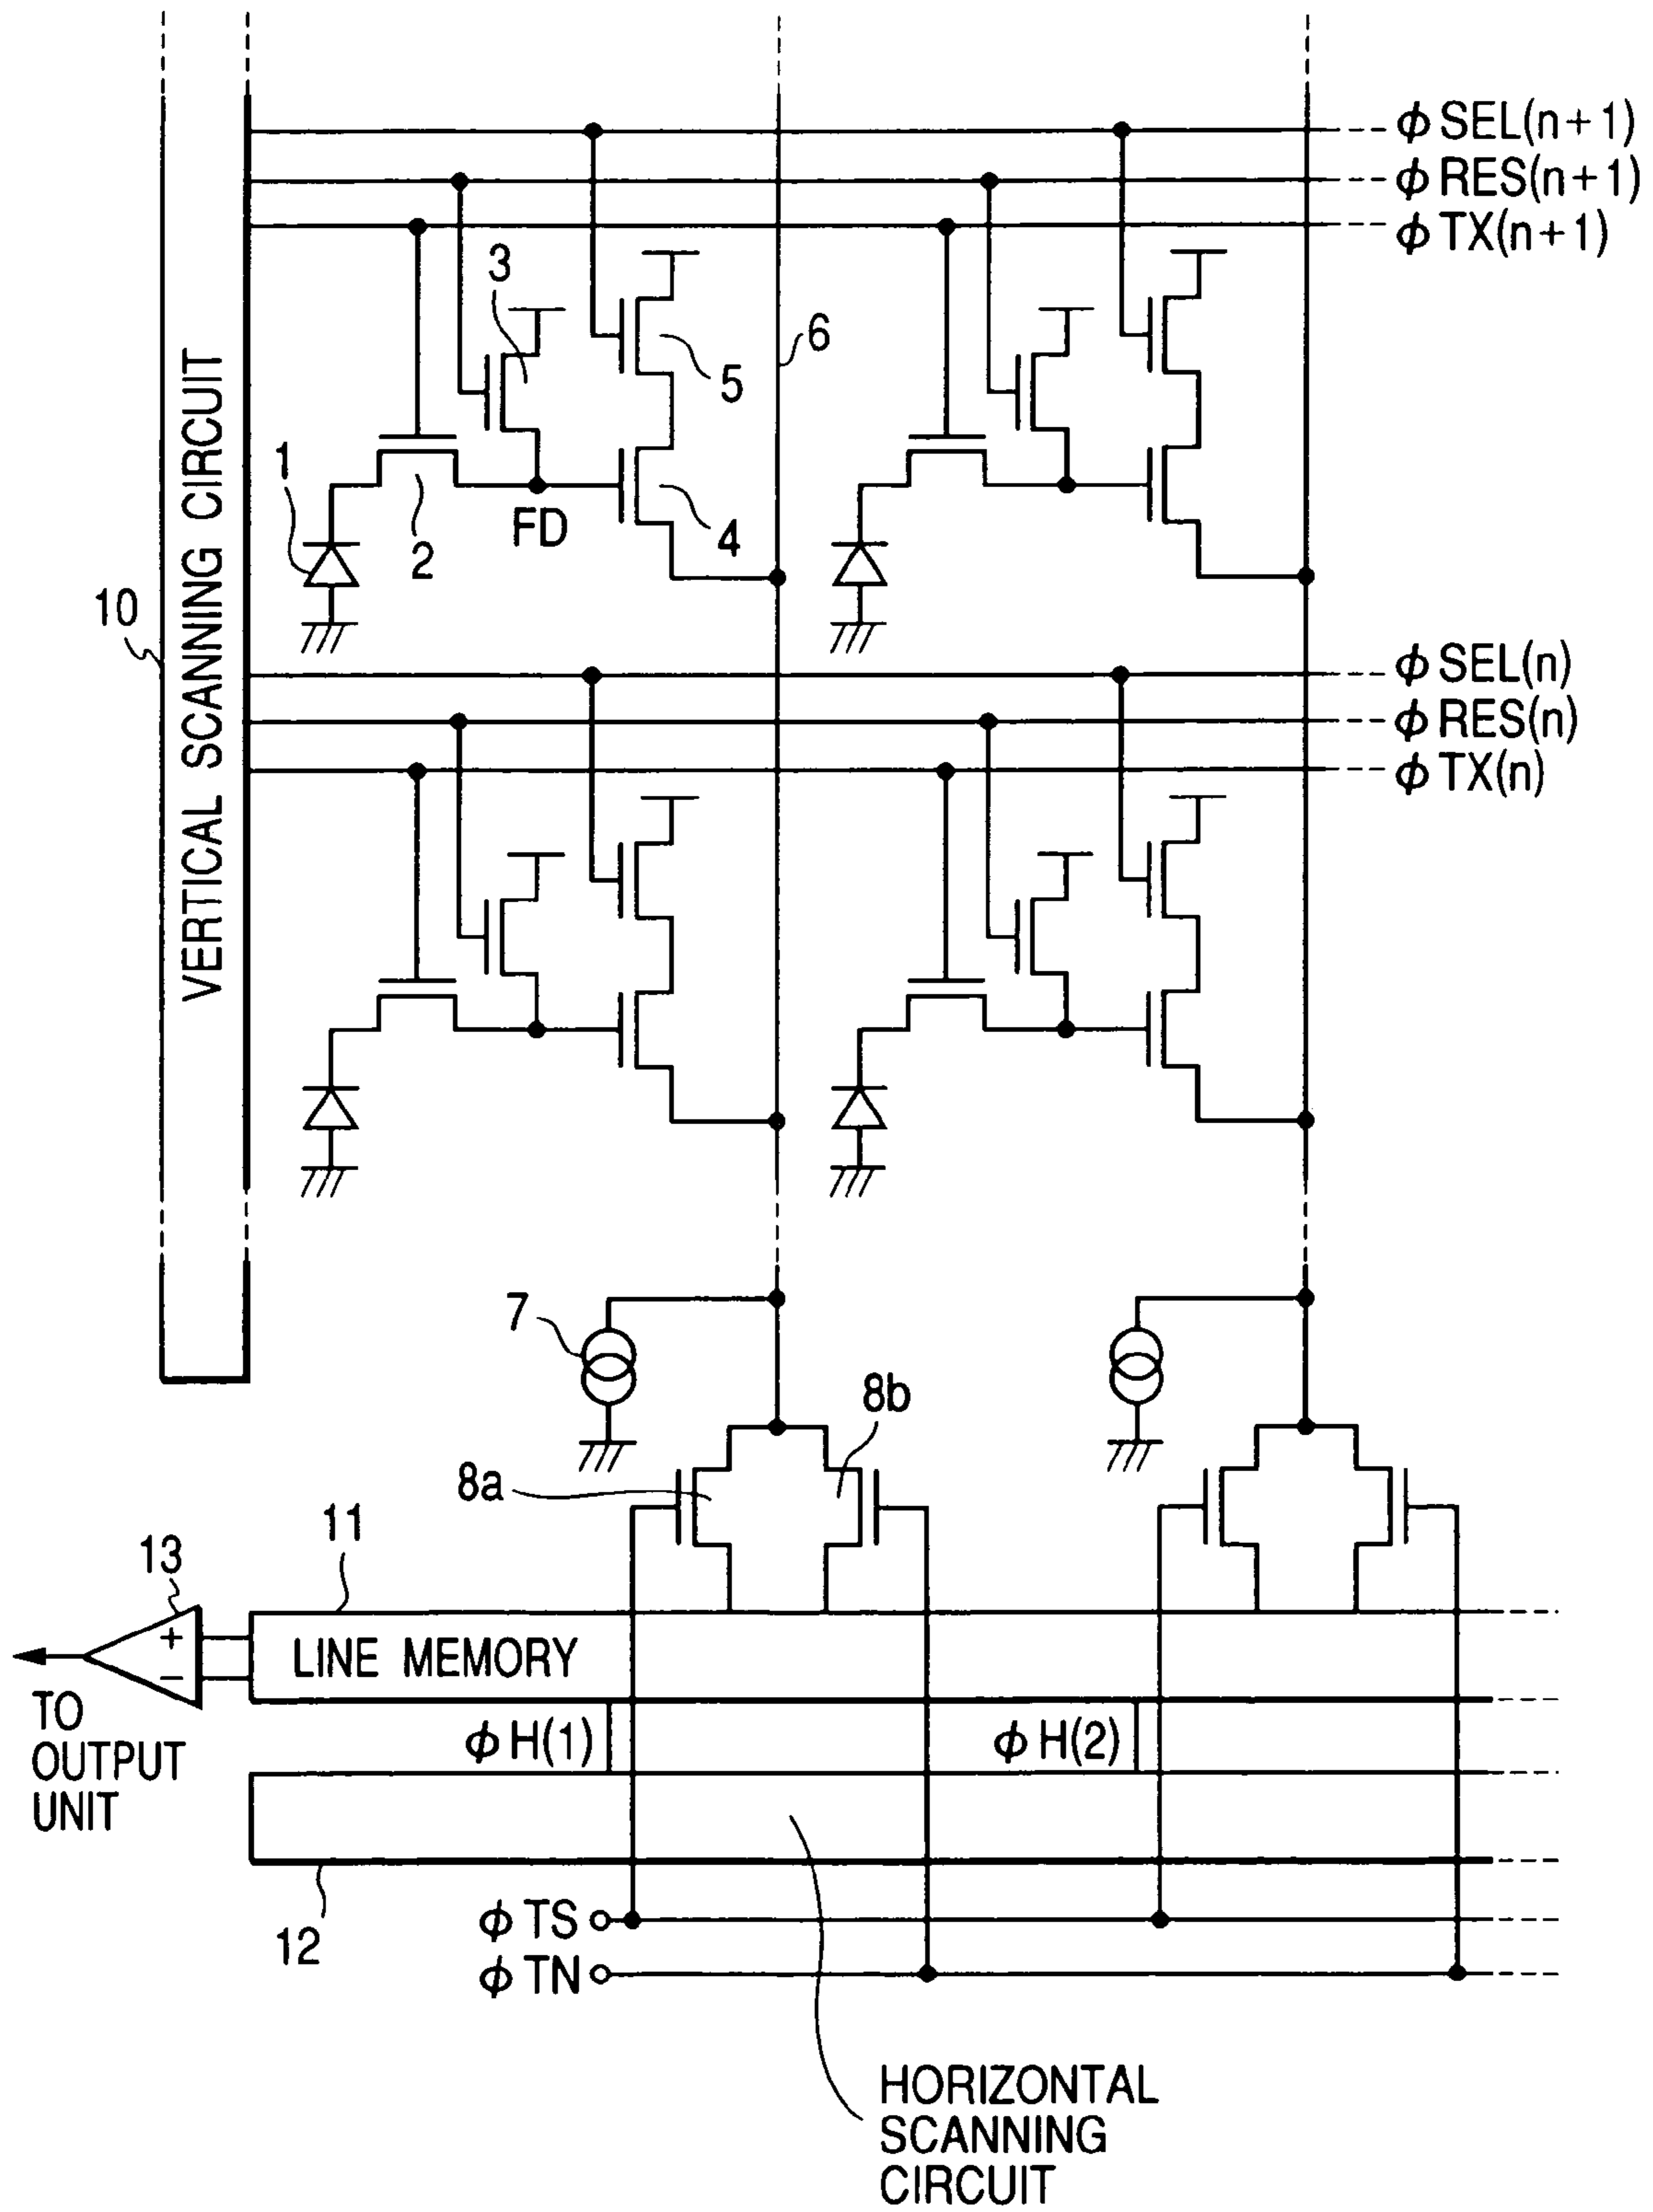 φSEL(n+1)
φRES(n+1)
φTX(n+1)
3
6
5
1
2
FD
4
10
VERTICAL SCANNING CIRCUIT
φSEL(n)
φRES(n)
φTX(n)
7
8b
8a
11
13
+
−
LINE MEMORY
TO
OUTPUT
UNIT
φH(1)
φH(2)
12
φTS
φTN
HORIZONTAL
SCANNING
CIRCUIT